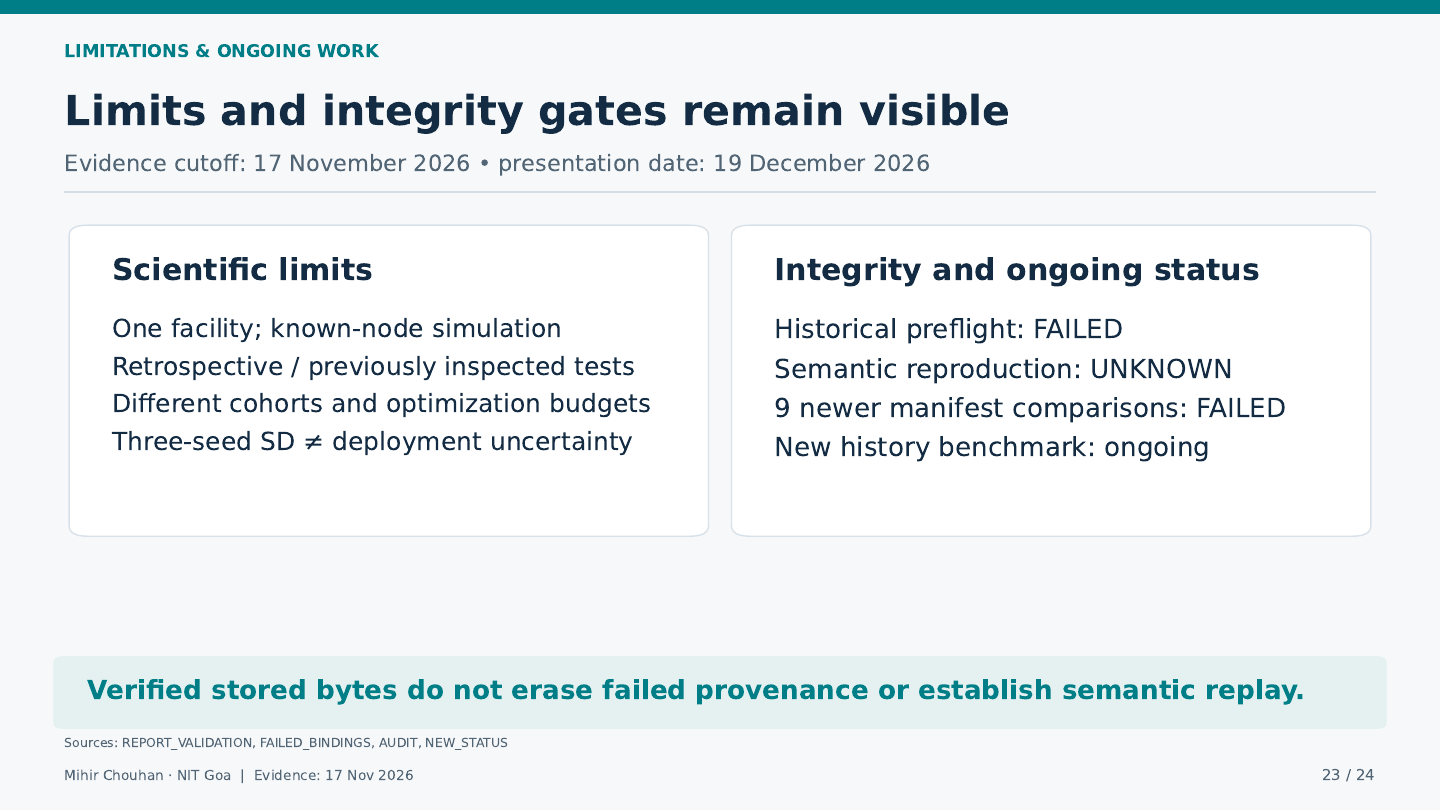 LIMITATIONS & ONGOING WORK
Limits and integrity gates remain visible
Evidence cutoff: 17 November 2026 • presentation date: 19 December 2026
Scientific limits
One facility; known-node simulation
Retrospective / previously inspected tests
Different cohorts and optimization budgets
Three-seed SD ≠ deployment uncertainty
Integrity and ongoing status
Historical preflight: FAILED
Semantic reproduction: UNKNOWN
9 newer manifest comparisons: FAILED
New history benchmark: ongoing
Verified stored bytes do not erase failed provenance or establish semantic replay.
Sources: REPORT_VALIDATION, FAILED_BINDINGS, AUDIT, NEW_STATUS
Mihir Chouhan · NIT Goa | Evidence: 17 Nov 2026
23 / 24